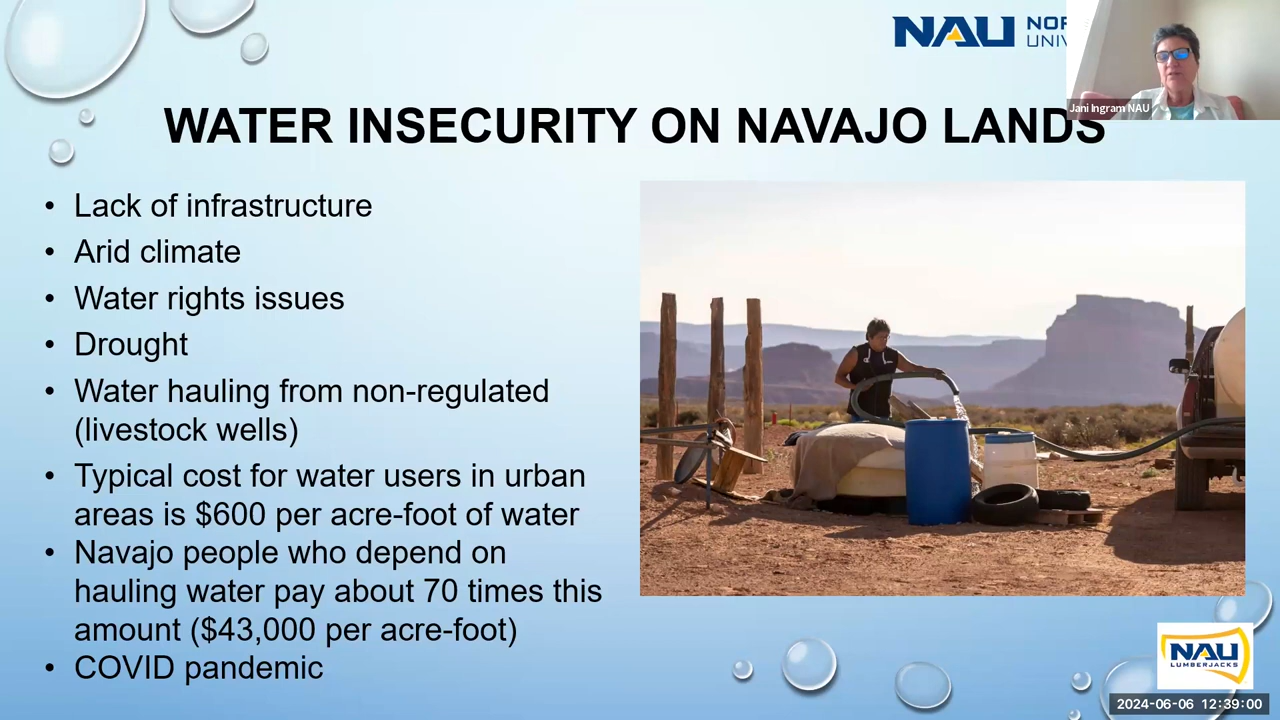 NAU
Jani Ingram NAU
WATER INSECURITY ON NAVAJO LANDS
• Lack of infrastructure
• Arid climate
• Water rights issues
• Drought
• Water hauling from non-regulated
(livestock wells)
• Typical cost for water users in urban
areas is $600 per acre-foot of water
• Navajo people who depend on
hauling water pay about 70 times this
amount ($43,000 per acre-foot)
• COVID pandemic
NAU
LUMBERJACKS
2024-06-06 12:39:00